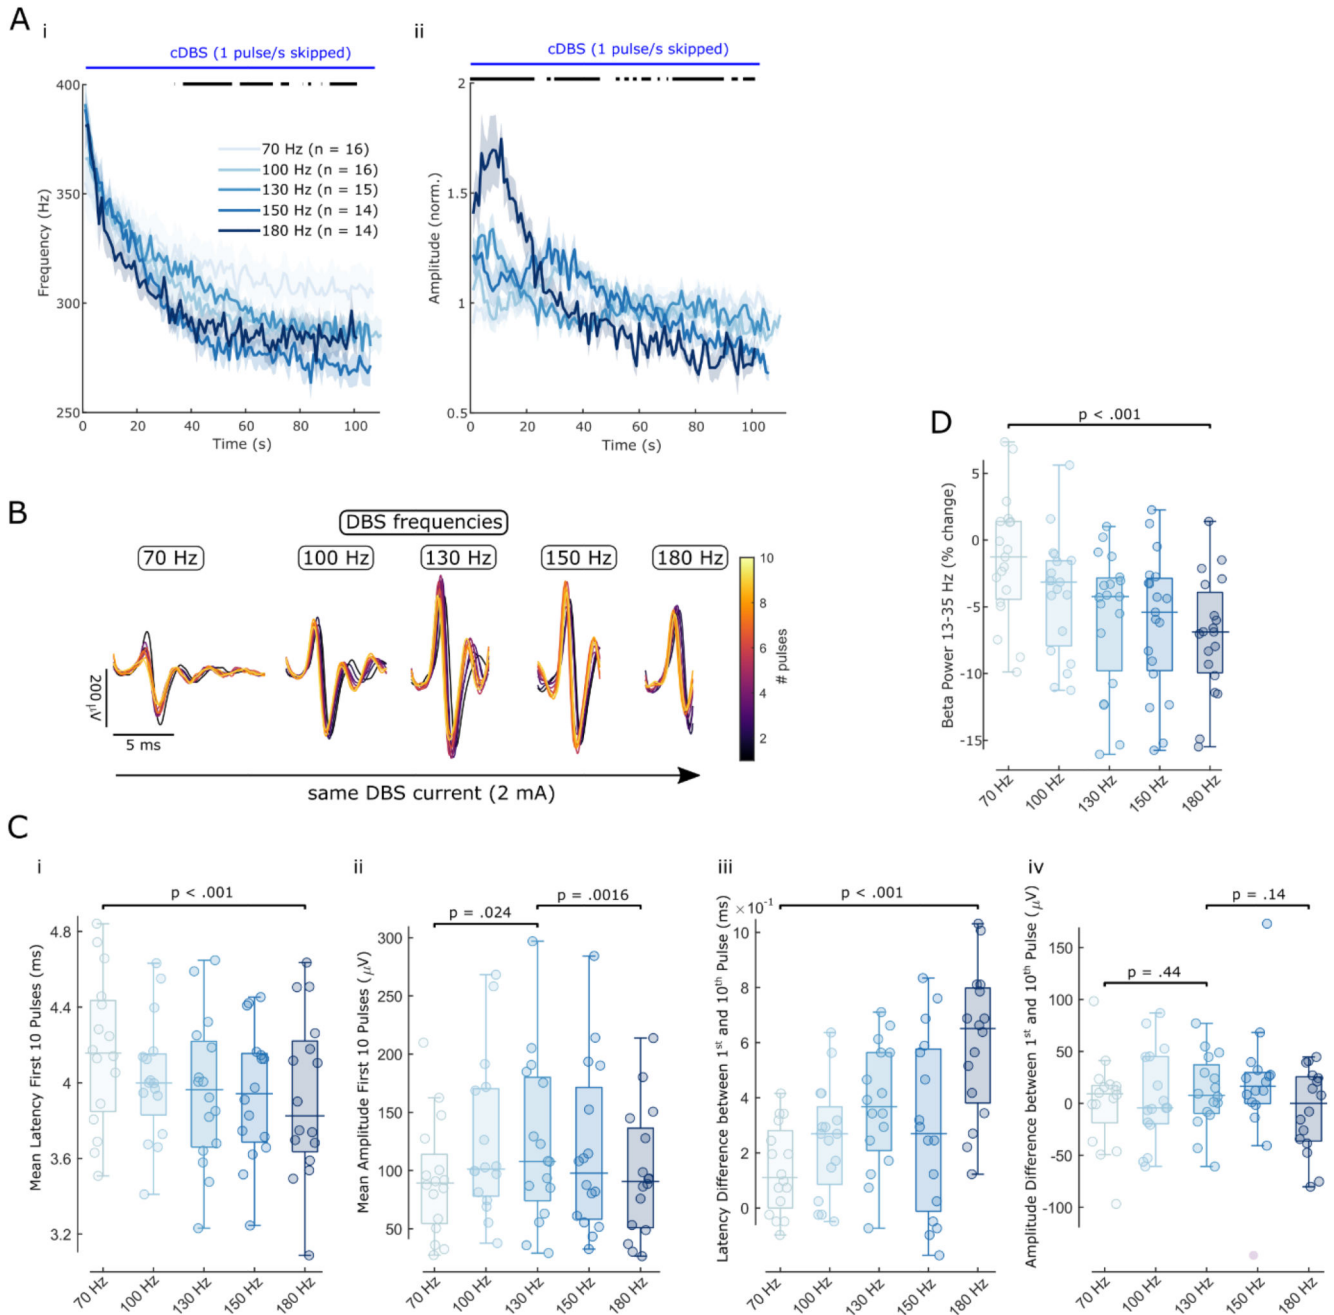 A
i
cDBS (1 pulse/s skipped)
400
350
300
250
Frequency (Hz)
0
20
40
60
80
100
Time (s)
70 Hz (n = 16)
100 Hz (n = 16)
130 Hz (n = 15)
150 Hz (n = 14)
180 Hz (n = 14)
ii
cDBS (1 pulse/s skipped)
2
1.5
1
0.5
Amplitude (norm.)
0
20
40
60
80
100
Time (s)
B
DBS frequencies
70 Hz
100 Hz
130 Hz
150 Hz
180 Hz
200 μV
5 ms
same DBS current (2 mA)
10
8
6
4
2
# pulses
D
p < .001
5
0
-5
-10
-15
Beta Power 13-35 Hz (% change)
70 Hz
100 Hz
130 Hz
150 Hz
180 Hz
C
i
p < .001
4.8
4.4
4
3.6
3.2
Mean Latency First 10 Pulses (ms)
70 Hz
100 Hz
130 Hz
150 Hz
180 Hz
ii
p = .024
p = .0016
300
250
200
150
100
50
Mean Amplitude First 10 Pulses (μV)
70 Hz
100 Hz
130 Hz
150 Hz
180 Hz
iii
p < .001
×10⁻¹
10
8
6
4
2
0
Latency Difference between 1st and 10th Pulse (ms)
70 Hz
100 Hz
130 Hz
150 Hz
180 Hz
iv
p = .14
p = .44
150
100
50
0
-50
-100
Amplitude Difference between 1st and 10th Pulse (μV)
70 Hz
100 Hz
130 Hz
150 Hz
180 Hz